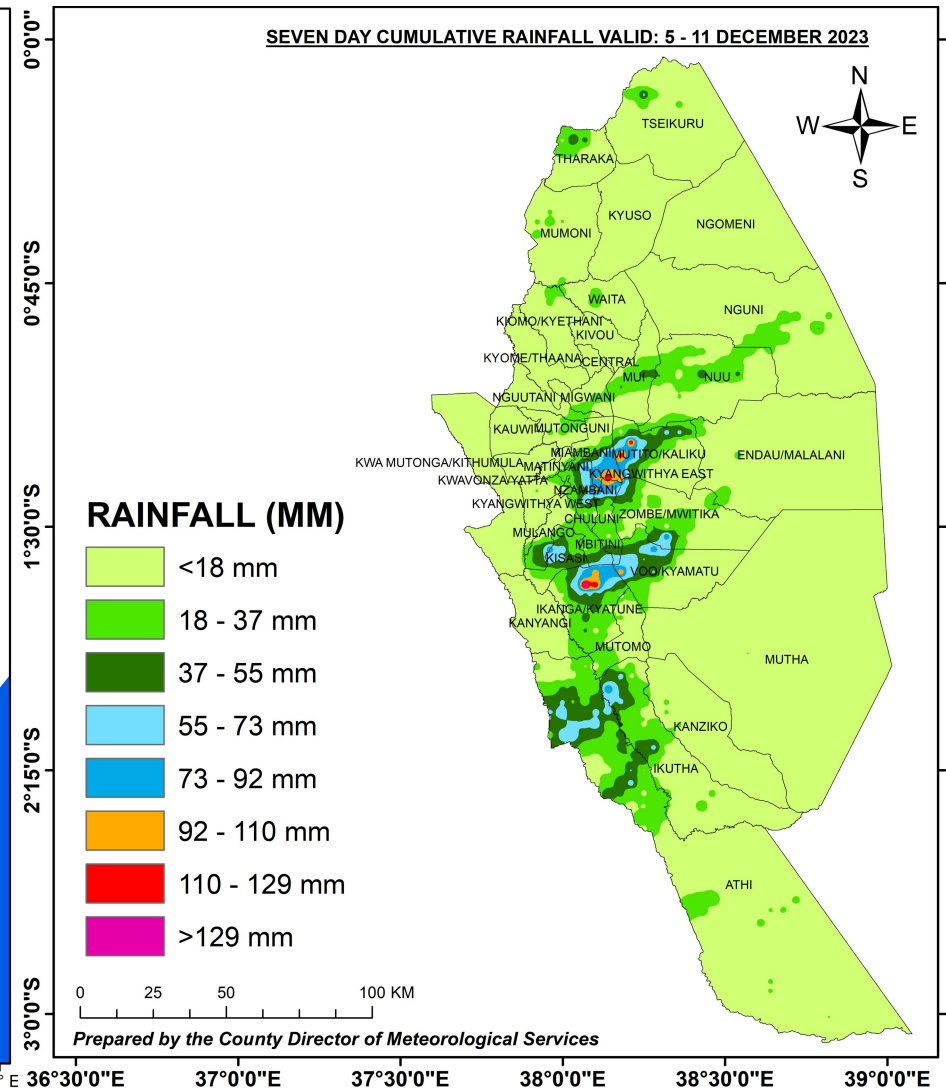 SEVEN DAY CUMULATIVE RAINFALL VALID: 5 - 11 DECEMBER 2023
N
W E
S
TSEIKURU
THARAKA
KYUSO
NGOMENI
MUMONI
WAITA
NGUNI
KIOMO/KYETHANI
KIVOU
KYOME/THAANA
CENTRAL
MUI
NUU
NGUUTANI MIGWANI
KAUWI MUTONGUNI
MIAMBANI MUTITO/KALIKU
ENDAU/MALALANI
KWA MUTONGA/KITHUMULA
MATINYANI
KWAVONZA/YATTA
KYANGWITHYA EAST
NZAMBANI
KYANGWITHYA WEST
CHULUNI
ZOMBE/MWITIKA
MULANGO
MBITINI
KISASI
VOO/KYAMATU
IKANGA/KYATUNE
KANYANGI
MUTOMO
MUTHA
KANZIKO
IKUTHA
ATHI
RAINFALL (MM)
<18 mm
18 - 37 mm
37 - 55 mm
55 - 73 mm
73 - 92 mm
92 - 110 mm
110 - 129 mm
>129 mm
0 25 50 100 KM
Prepared by the County Director of Meteorological Services
0°0'0"
0°45'0"S
1°30'0"S
2°15'0"S
3°0'0"S
° E
36°30'0"E 37°0'0"E 37°30'0"E 38°0'0"E 38°30'0"E 39°0'0"E